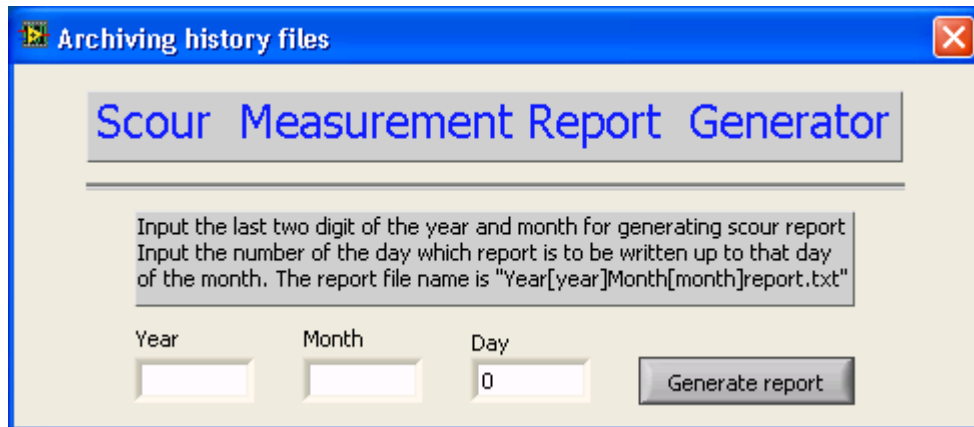 Archiving history files
Scour Measurement Report Generator
Input the last two digit of the year and month for generating scour report
Input the number of the day which report is to be written up to that day
of the month. The report file name is "Year[year]Month[month]report.txt"
Year Month Day
0
Generate report